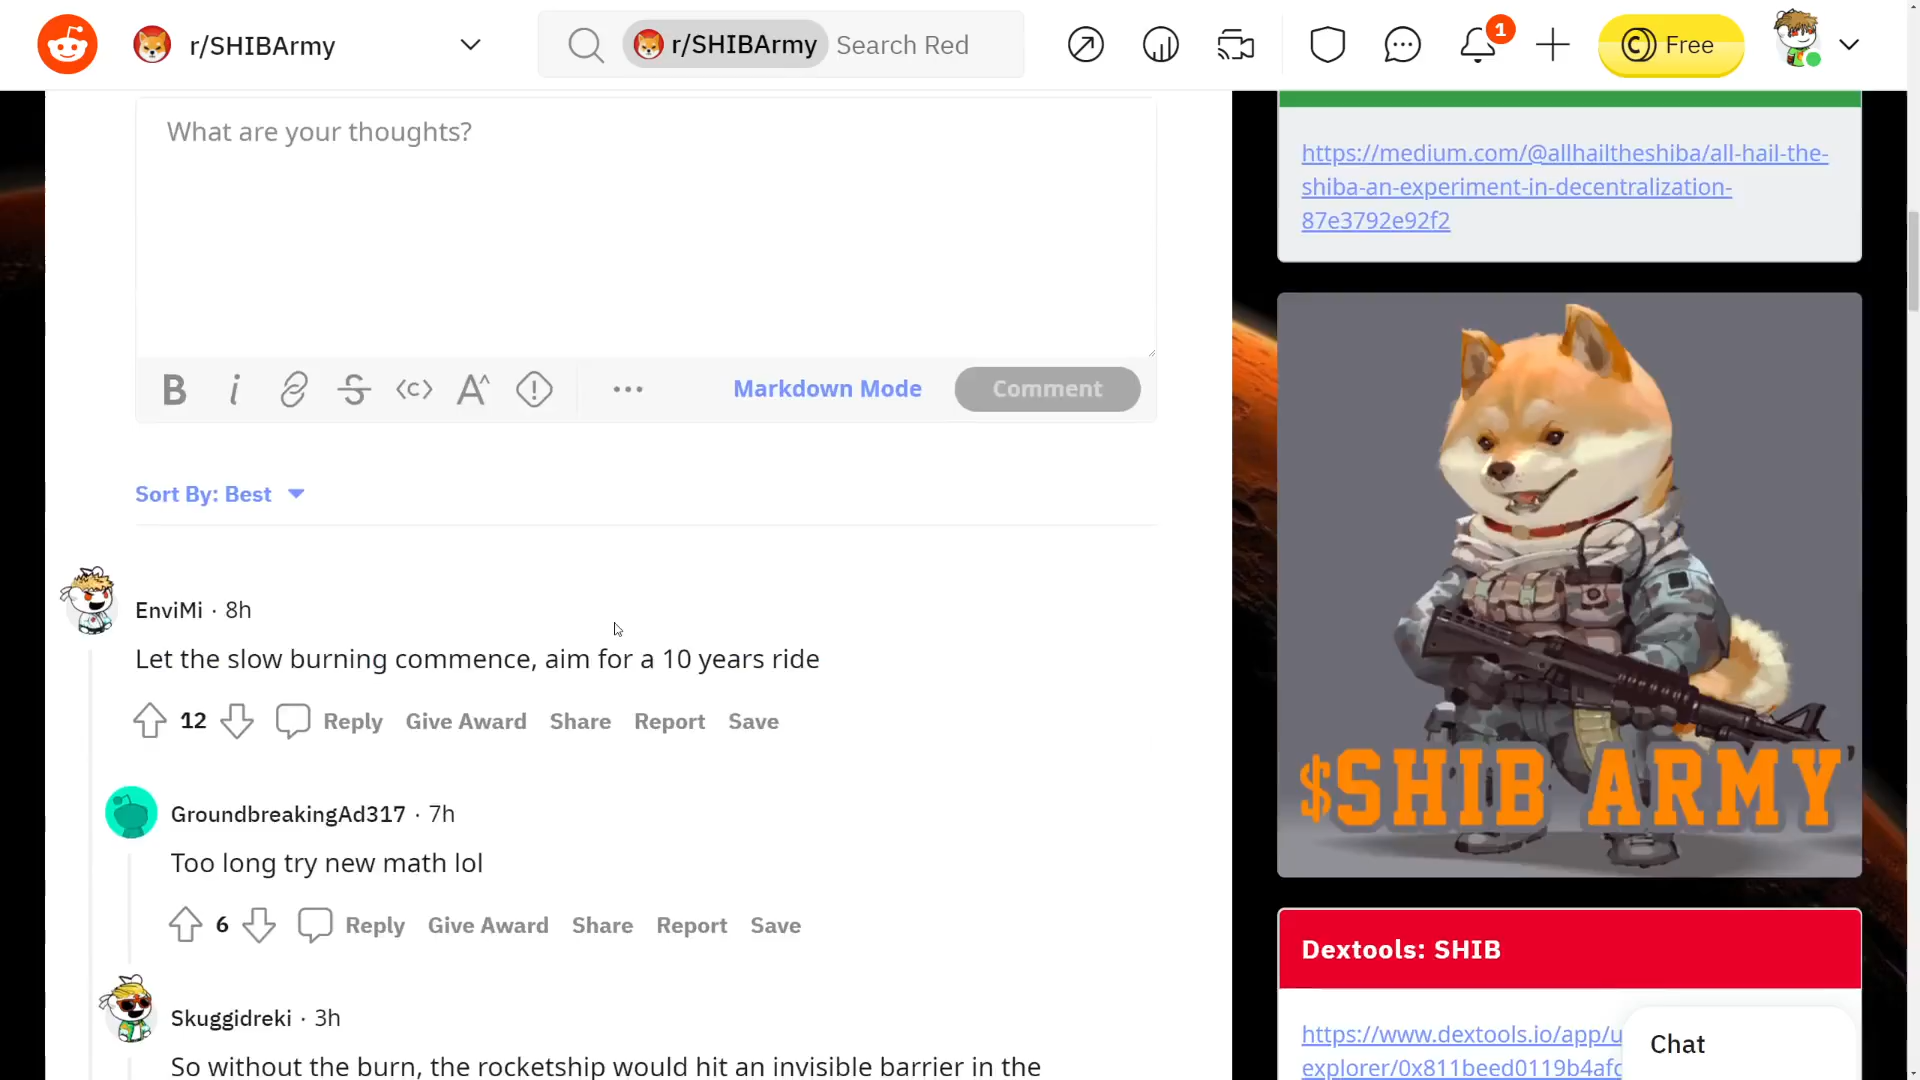 r/SHIBArmy
r/SHIBArmy Search Red
1
Free
What are your thoughts?
Markdown Mode
Comment
Sort By: Best
EnviMi · 8h
Let the slow burning commence, aim for a 10 years ride
12 Reply Give Award Share Report Save
GroundbreakingAd317 · 7h
Too long try new math lol
6 Reply Give Award Share Report Save
Skuggidreki · 3h
So without the burn, the rocketship would hit an invisible barrier in the
https://medium.com/@allhailtheshiba/all-hail-the-
shiba-an-experiment-in-decentralization-
87e3792e92f2
$SHIB ARMY
Dextools: SHIB
https://www.dextools.io/app/u
explorer/0x811beed0119b4afc
Chat